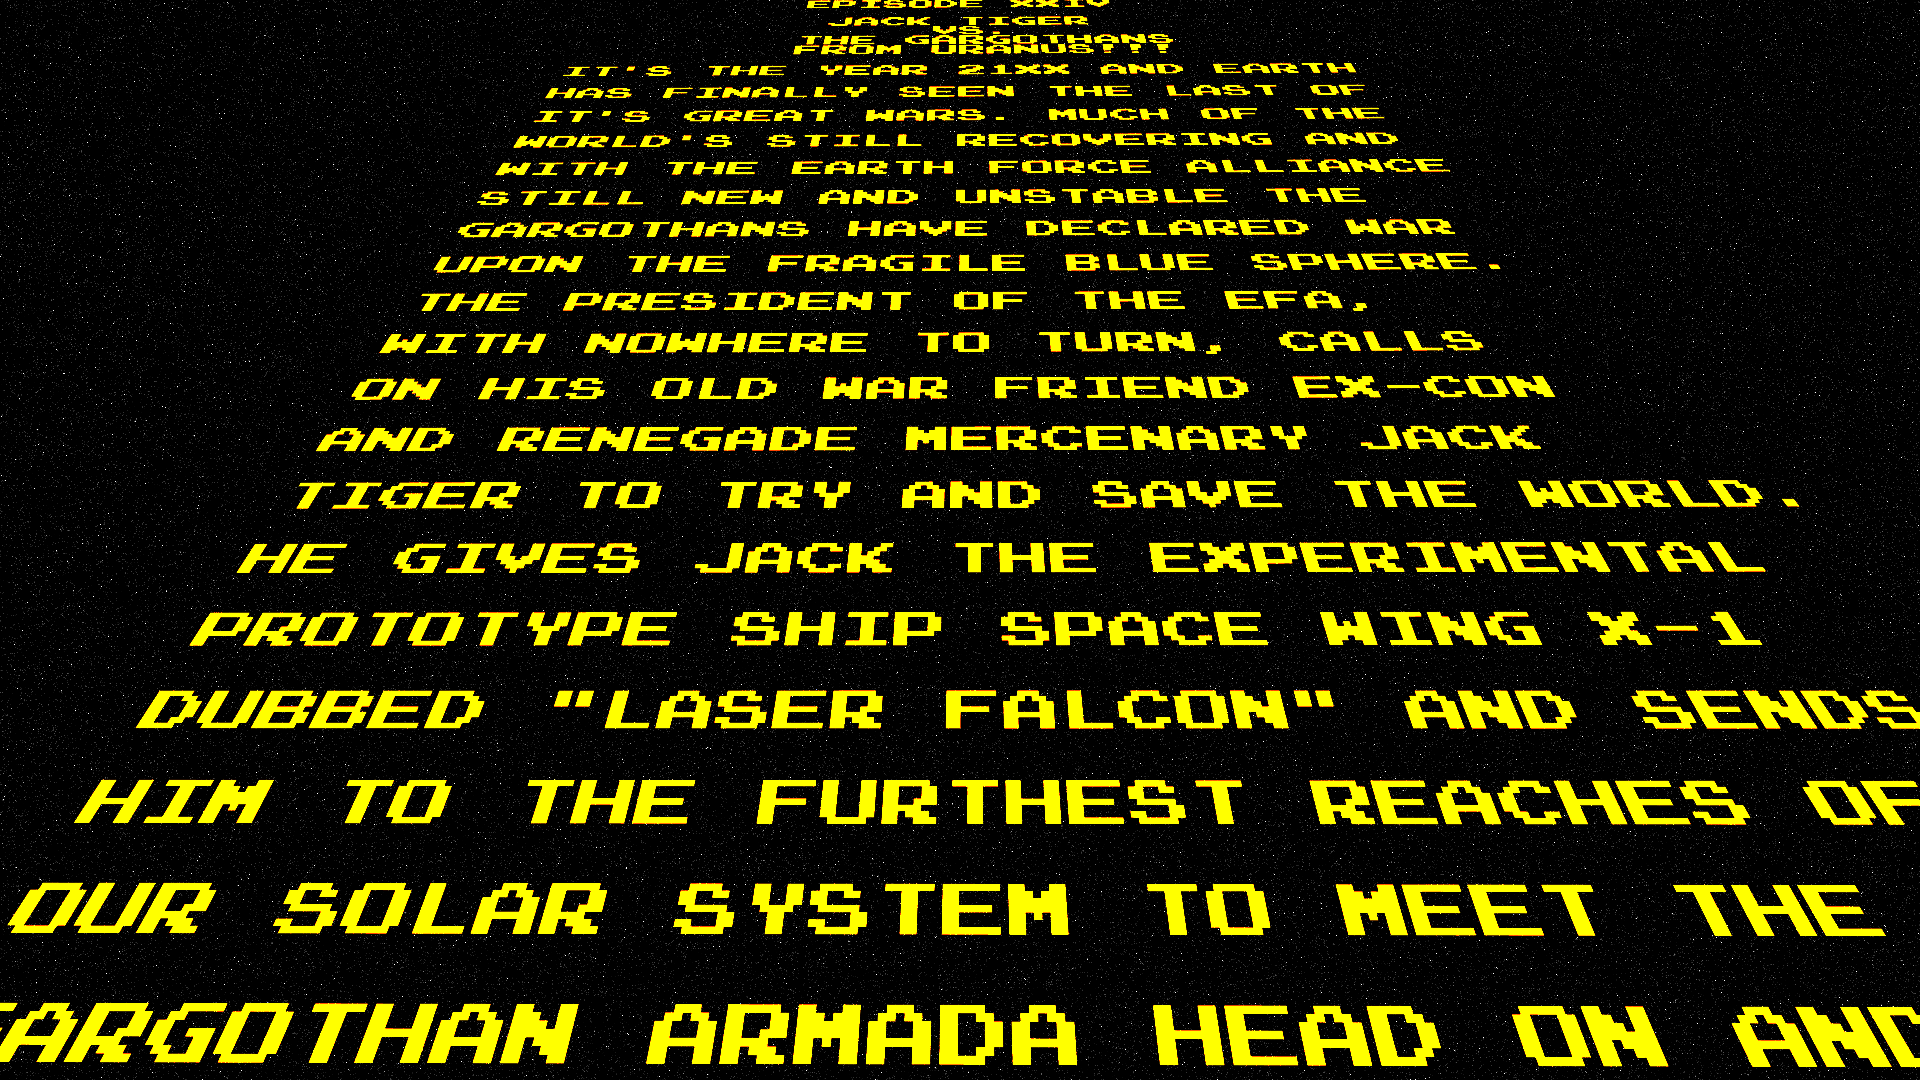 EPISODE XXIV
JACK TIGER
VS.
THE GARGOTHANS
FROM URANUS???
IT'S THE YEAR 21XX AND EARTH
HAS FINALLY SEEN THE LAST OF
IT'S GREAT WARS. MUCH OF THE
WORLD'S STILL RECOVERING AND
WITH THE EARTH FORCE ALLIANCE
STILL NEW AND UNSTABLE THE
GARGOTHANS HAVE DECLARED WAR
UPON THE FRAGILE BLUE SPHERE.
THE PRESIDENT OF THE EFA,
WITH NOWHERE TO TURN, CALLS
ON HIS OLD WAR FRIEND EX-CON
AND RENEGADE MERCENARY JACK
TIGER TO TRY AND SAVE THE WORLD.
HE GIVES JACK THE EXPERIMENTAL
PROTOTYPE SHIP SPACE WING X-1
DUBBED "LASER FALCON" AND SENDS
HIM TO THE FURTHEST REACHES OF
OUR SOLAR SYSTEM TO MEET THE
GARGOTHAN ARMADA HEAD ON AND